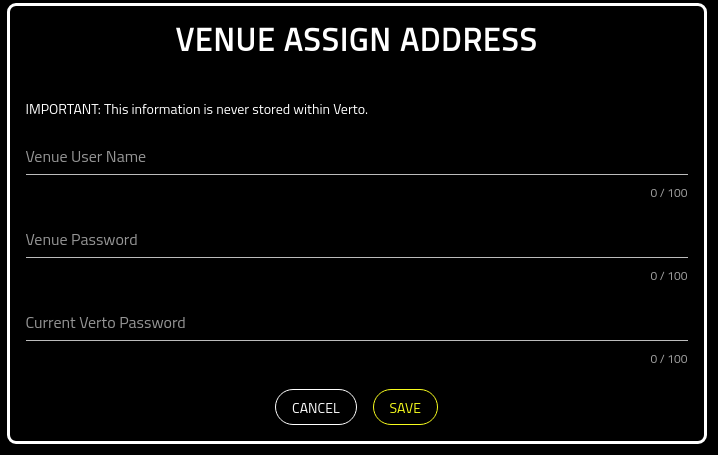 VENUE ASSIGN ADDRESS
IMPORTANT: This information is never stored within Verto.
Venue User Name
0 / 100
Venue Password
0 / 100
Current Verto Password
0 / 100
CANCEL SAVE